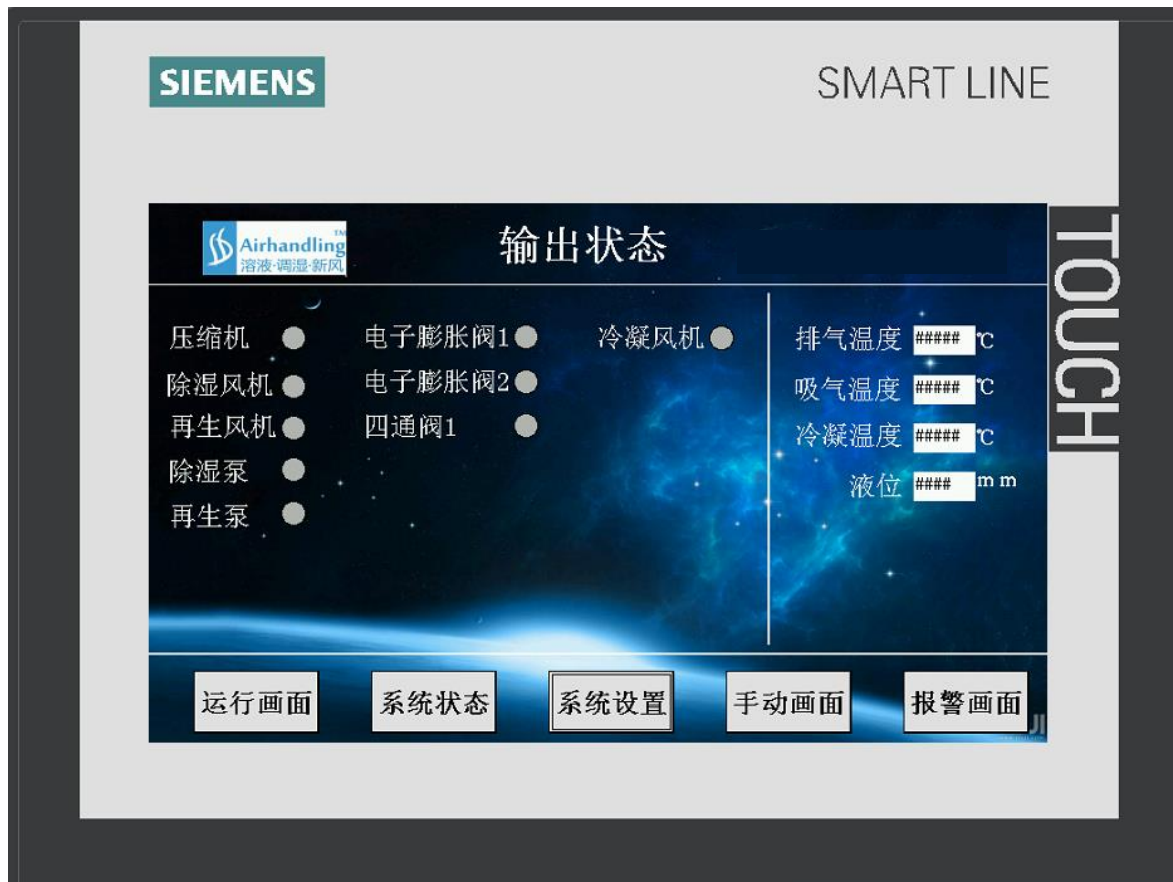 SIEMENS
SMART LINE
TOUCH
Airhandling™
溶液·调湿·新风
输出状态
压缩机
电子膨胀阀1
冷凝风机
排气温度 ##### ℃
除湿风机
电子膨胀阀2
吸气温度 ##### ℃
再生风机
四通阀1
冷凝温度 ##### ℃
除湿泵
液位 #### mm
再生泵
运行画面
系统状态
系统设置
手动画面
报警画面